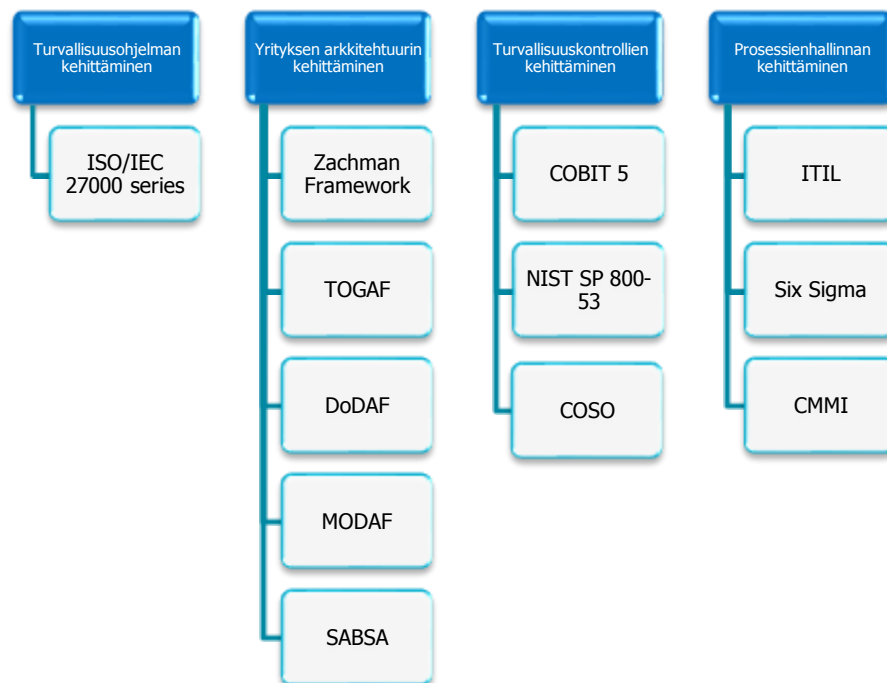 Turvallisuusohjelman
kehittäminen
ISO/IEC
27000 series
Yrityksen arkkitehtuurin
kehittäminen
Zachman
Framework
TOGAF
DoDAF
MODAF
SABSA
Turvallisuuskontrollien
kehittäminen
COBIT 5
NIST SP 800-
53
COSO
Prosessienhallinnan
kehittäminen
ITIL
Six Sigma
CMMI